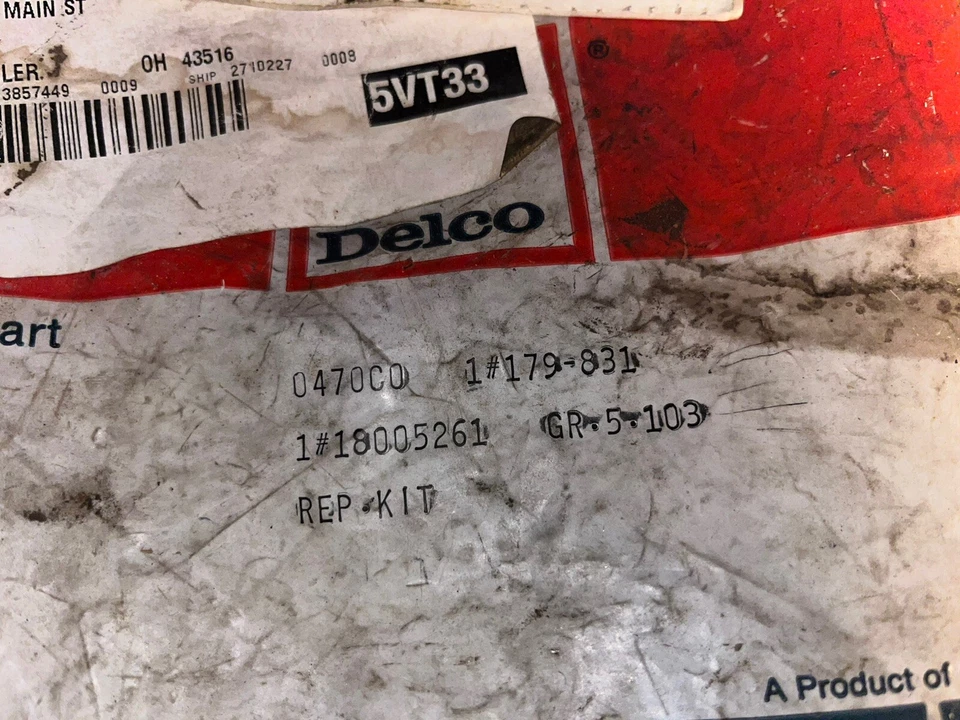 MAIN ST
LER.
OH 43516
3857449 0009 SHIP 2710227 0008
5VT33
®
Delco
art
0470C0 1#179-831
1#18005261 GR.5.103
REP KIT
A Product of